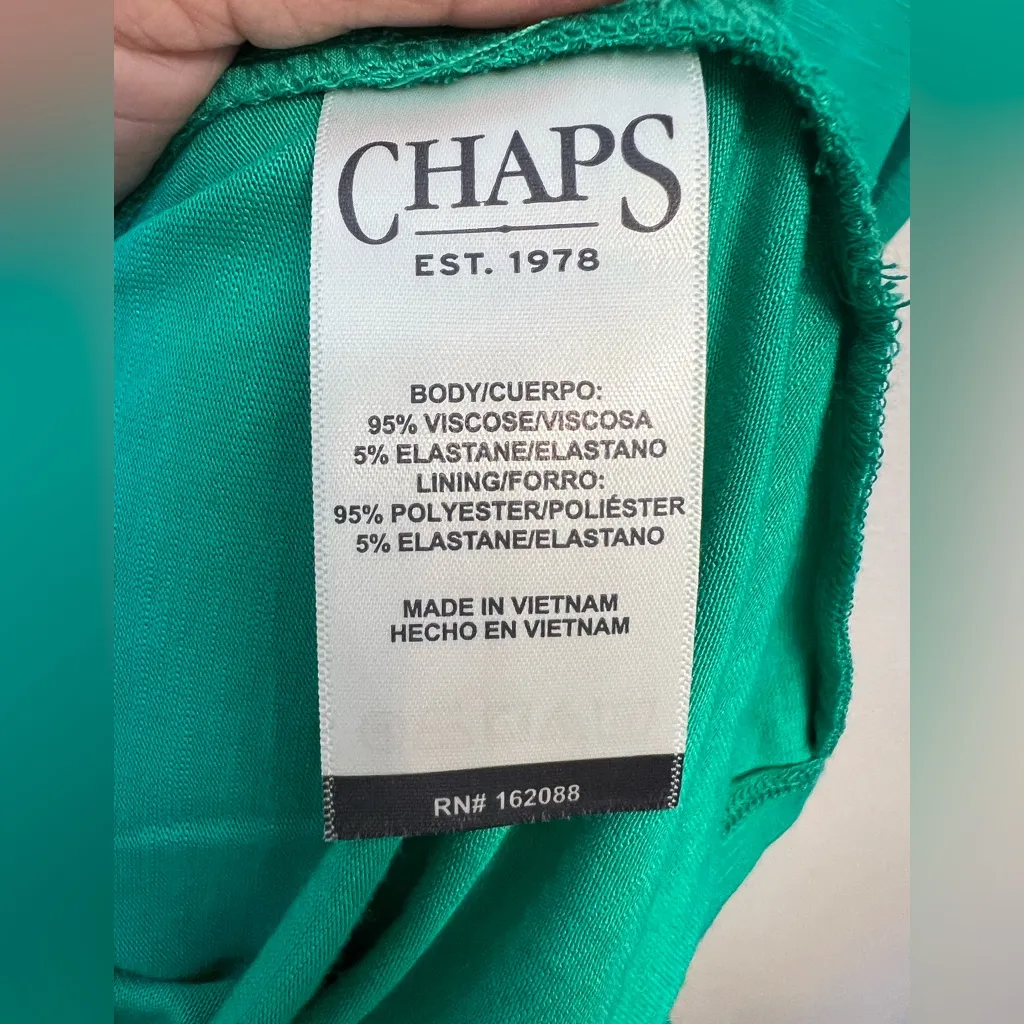 CHAPS
EST. 1978
BODY/CUERPO:
95% VISCOSE/VISCOSA
5% ELASTANE/ELASTANO
LINING/FORRO:
95% POLYESTER/POLIÉSTER
5% ELASTANE/ELASTANO
MADE IN VIETNAM
HECHO EN VIETNAM
RN# 162088